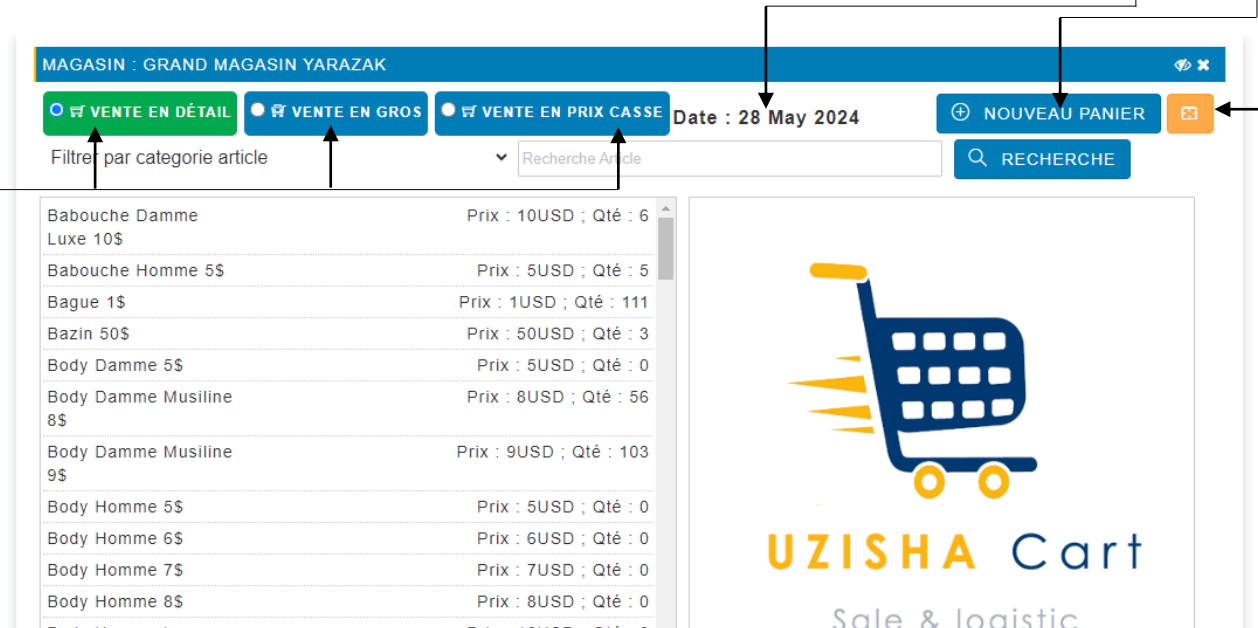 MAGASIN : GRAND MAGASIN YARAZAK
VENTE EN DÉTAIL VENTE EN GROS VENTE EN PRIX CASSE Date : 28 May 2024 NOUVEAU PANIER
Filtrer par categorie article Recherche Article RECHERCHE
Babouche Damme Prix : 10USD ; Qté : 6
Luxe 10$
Babouche Homme 5$ Prix : 5USD ; Qté : 5
Bague 1$ Prix : 1USD ; Qté : 111
Bazin 50$ Prix : 50USD ; Qté : 3
Body Damme 5$ Prix : 5USD ; Qté : 0
Body Damme Musiline Prix : 8USD ; Qté : 56
8$
Body Damme Musiline Prix : 9USD ; Qté : 103
9$
Body Homme 5$ Prix : 5USD ; Qté : 0
Body Homme 6$ Prix : 6USD ; Qté : 0
Body Homme 7$ Prix : 7USD ; Qté : 0
Body Homme 8$ Prix : 8USD ; Qté : 0
UZISHA Cart
Sale & logistic